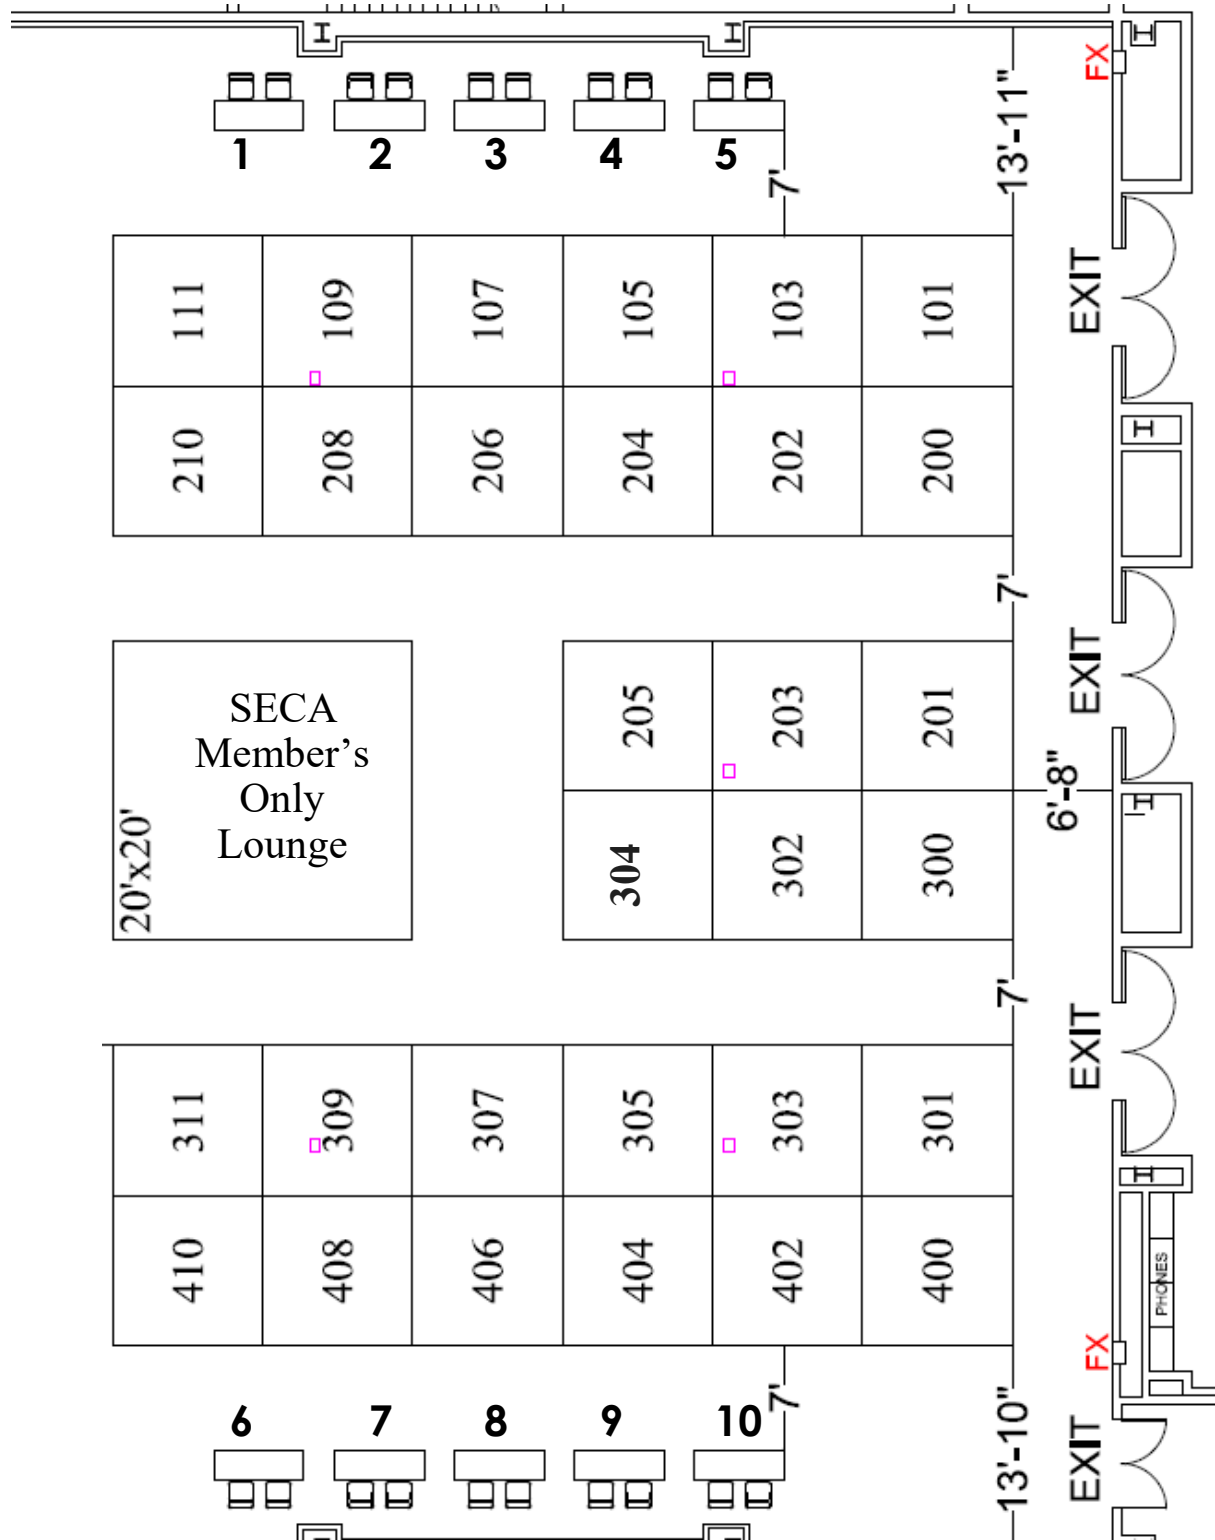 H
H
H
FX
1
2
3
4
5
13'-11"
7'
EXIT
111
109
107
105
103
101
210
208
206
204
202
200
H
7'
EXIT
SECA
Member’s
Only
Lounge
20'x20'
205
203
201
304
302
300
6'-8"
H
7'
EXIT
311
309
307
305
303
301
H
410
408
406
404
402
400
PHONES
FX
7'
6
7
8
9
10
13'-10"
EXIT